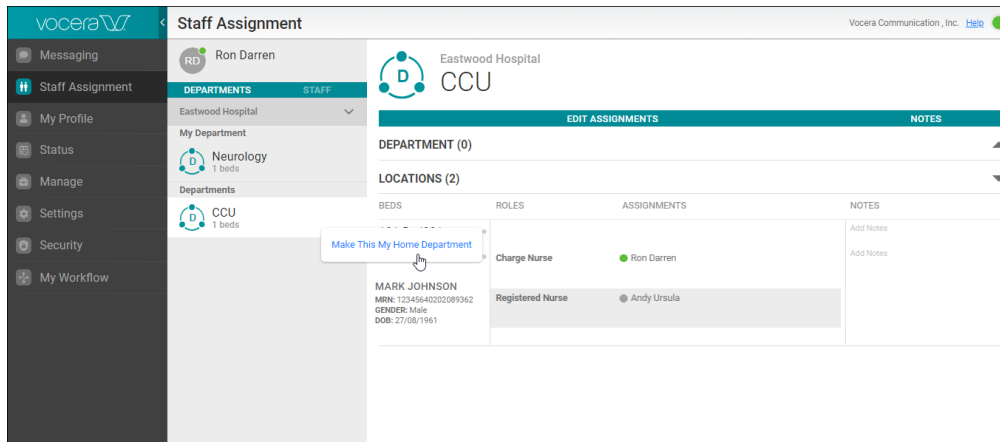 vocera
Messaging
Staff Assignment
My Profile
Status
Manage
Settings
Security
My Workflow
Staff Assignment
Vocera Communication , Inc. Help
RD
Ron Darren
DEPARTMENTS STAFF
Eastwood Hospital
My Department
D
Neurology
1 beds
Departments
D
CCU
1 beds
Make This My Home Department
D
Eastwood Hospital
CCU
EDIT ASSIGNMENTS NOTES
DEPARTMENT (0)
LOCATIONS (2)
BEDS ROLES ASSIGNMENTS NOTES
Add Notes
Charge Nurse Ron Darren Add Notes
MARK JOHNSON
MRN: 12345640202089362
GENDER: Male
DOB: 27/08/1961
Registered Nurse Andy Ursula